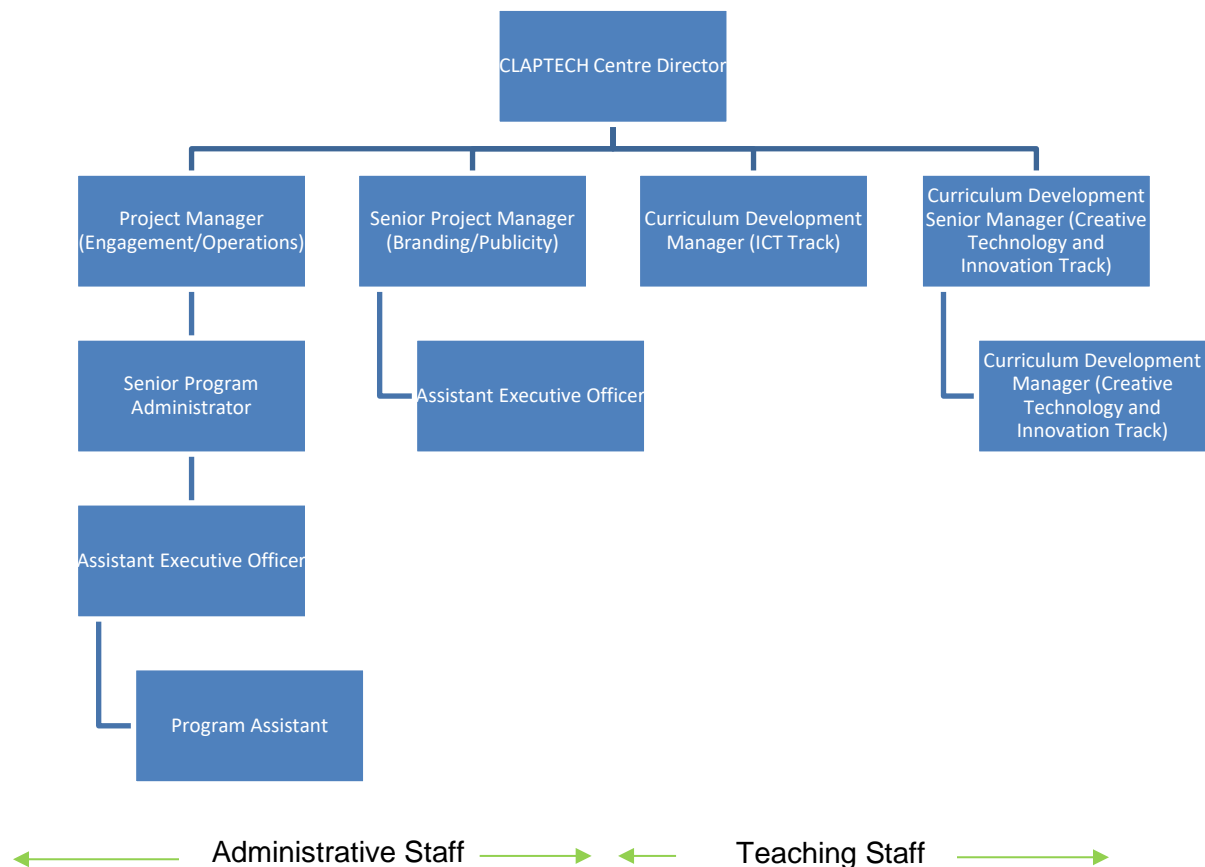 CLAPTECH Centre Director
Project Manager
(Engagement/Operations)
Senior Project Manager
(Branding/Publicity)
Curriculum Development
Manager (ICT Track)
Curriculum Development
Senior Manager (Creative
Technology and
Innovation Track)
Senior Program
Administrator
Assistant Executive Officer
Curriculum Development
Manager (Creative
Technology and
Innovation Track)
Assistant Executive Officer
Program Assistant
Administrative Staff
Teaching Staff